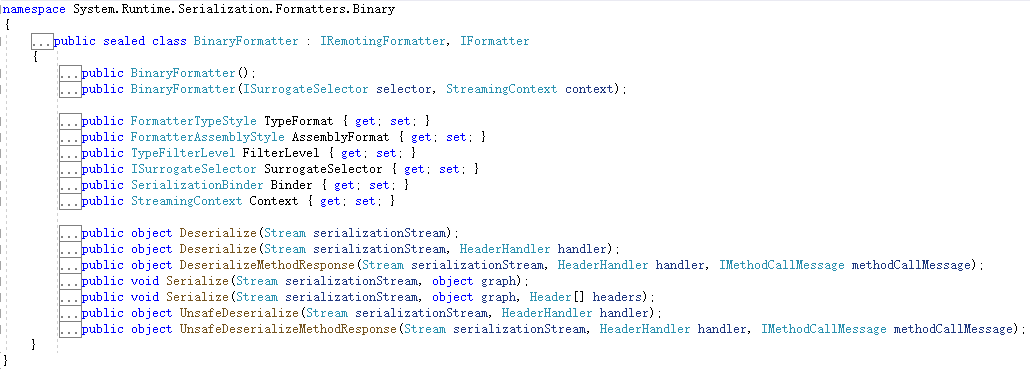 namespace System.Runtime.Serialization.Formatters.Binary
{
...public sealed class BinaryFormatter : IRemotingFormatter, IFormatter
{
...public BinaryFormatter();
...public BinaryFormatter(ISurrogateSelector selector, StreamingContext context);
...public FormatterTypeStyle TypeFormat { get; set; }
...public FormatterAssemblyStyle AssemblyFormat { get; set; }
...public TypeFilterLevel FilterLevel { get; set; }
...public ISurrogateSelector SurrogateSelector { get; set; }
...public SerializationBinder Binder { get; set; }
...public StreamingContext Context { get; set; }
...public object Deserialize(Stream serializationStream);
...public object Deserialize(Stream serializationStream, HeaderHandler handler);
...public object DeserializeMethodResponse(Stream serializationStream, HeaderHandler handler, IMethodCallMessage methodCallMessage);
...public void Serialize(Stream serializationStream, object graph);
...public void Serialize(Stream serializationStream, object graph, Header[] headers);
...public object UnsafeDeserialize(Stream serializationStream, HeaderHandler handler);
...public object UnsafeDeserializeMethodResponse(Stream serializationStream, HeaderHandler handler, IMethodCallMessage methodCallMessage);
}
}